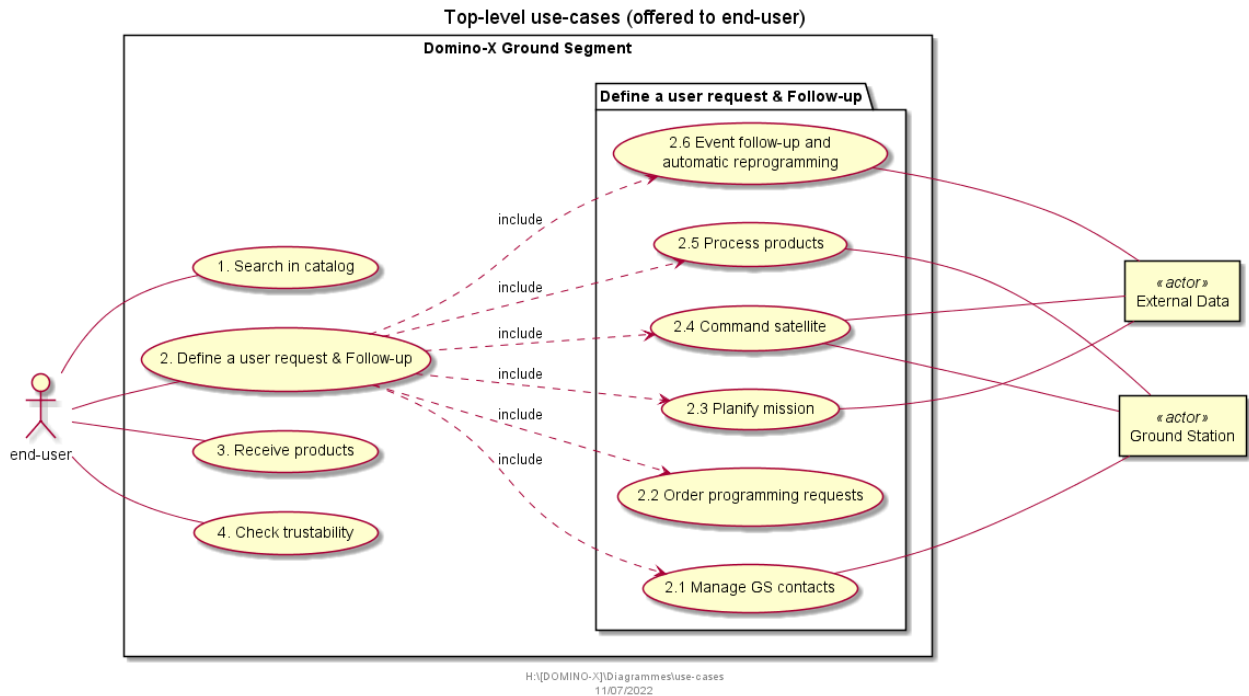 Top-level use-cases (offered to end-user)
Domino-X Ground Segment
Define a user request & Follow-up
2.6 Event follow-up and
automatic reprogramming
include
2.5 Process products
1. Search in catalog
include
«actor»
External Data
2.4 Command satellite
include
2. Define a user request & Follow-up
include
2.3 Planify mission
include
«actor»
Ground Station
end-user
3. Receive products
include
2.2 Order programming requests
4. Check trustability
2.1 Manage GS contacts
H:\[DOMINO-X]\Diagrammes\use-cases
11/07/2022